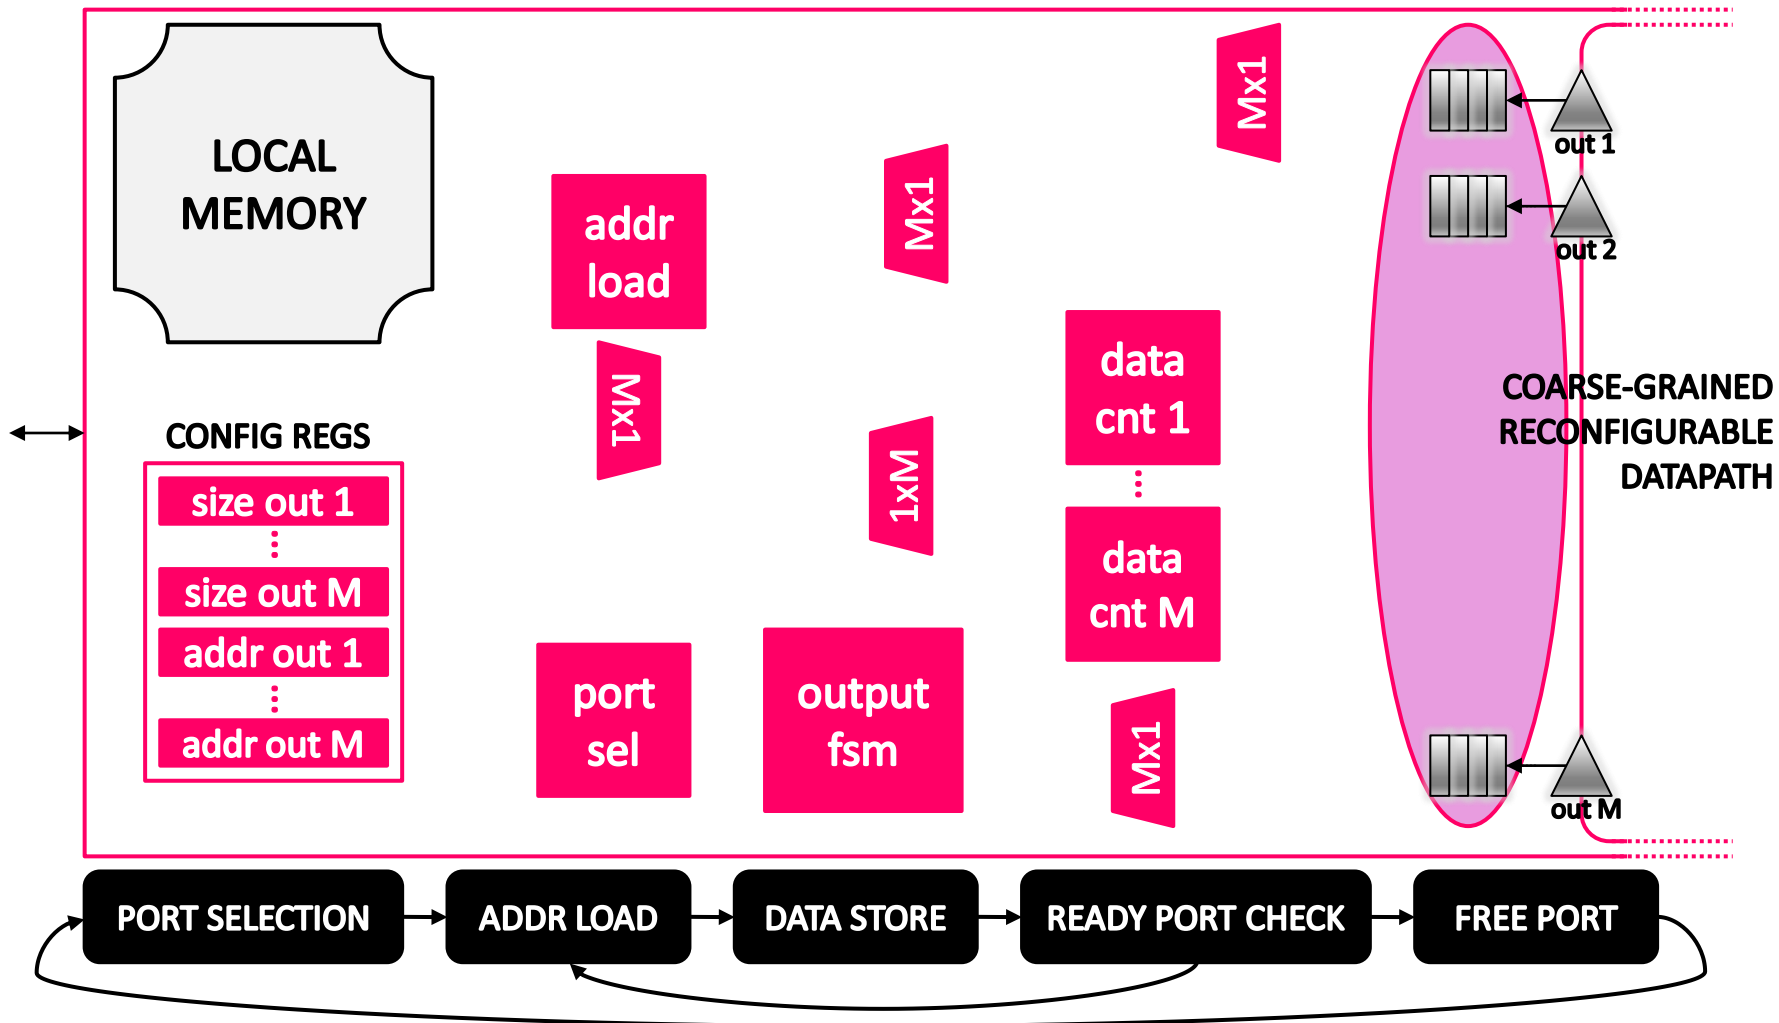 LOCAL
MEMORY
CONFIG REGS
size out 1
size out M
addr out 1
addr out M
addr
load
Mx1
port
sel
Mx1
1xM
output
fsm
Mx1
data
cnt 1
data
cnt M
Mx1
out 1
out 2
out M
COARSE-GRAINED
RECONFIGURABLE
DATAPATH
PORT SELECTION
ADDR LOAD
DATA STORE
READY PORT CHECK
FREE PORT